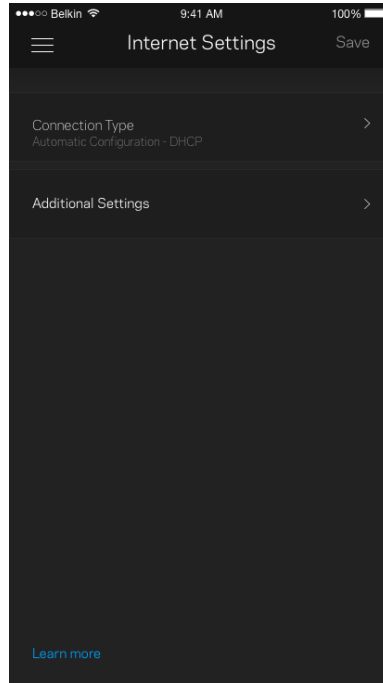 Belkin 9:41 AM 100%
Internet Settings Save
Connection Type
Automatic Configuration - DHCP
Additional Settings
Learn more